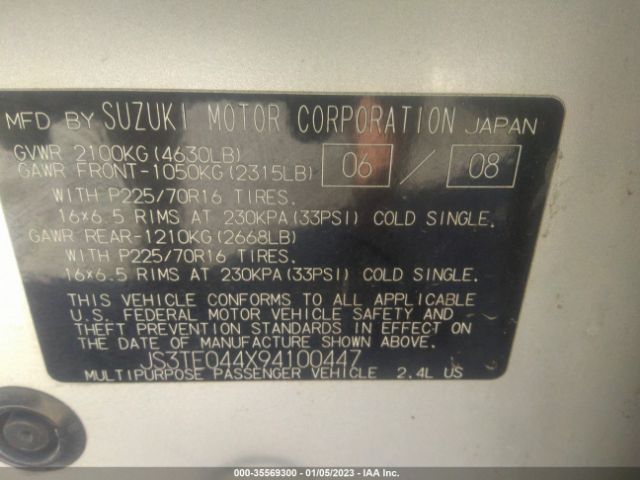 MFD BY SUZUKI MOTOR CORPORATION JAPAN
GVWR 2100KG(4630LB)
GAWR FRONT-1050KG(2315LB) 06 / 08
WITH P225/70R16 TIRES.
16×6.5 RIMS AT 230KPA(33PSI) COLD SINGLE.
GAWR REAR-1210KG(2668LB)
WITH P225/70R16 TIRES.
16×6.5 RIMS AT 230KPA(33PSI) COLD SINGLE.
THIS VEHICLE CONFORMS TO ALL APPLICABLE
U.S. FEDERAL MOTOR VEHICLE SAFETY AND
THEFT PREVENTION STANDARDS IN EFFECT ON
THE DATE OF MANUFACTURE SHOWN ABOVE.
JS3TE044X94100447
MULTIPURPOSE PASSENGER VEHICLE 2.4L US
000-35569300 - 01/05/2023 - IAA Inc.